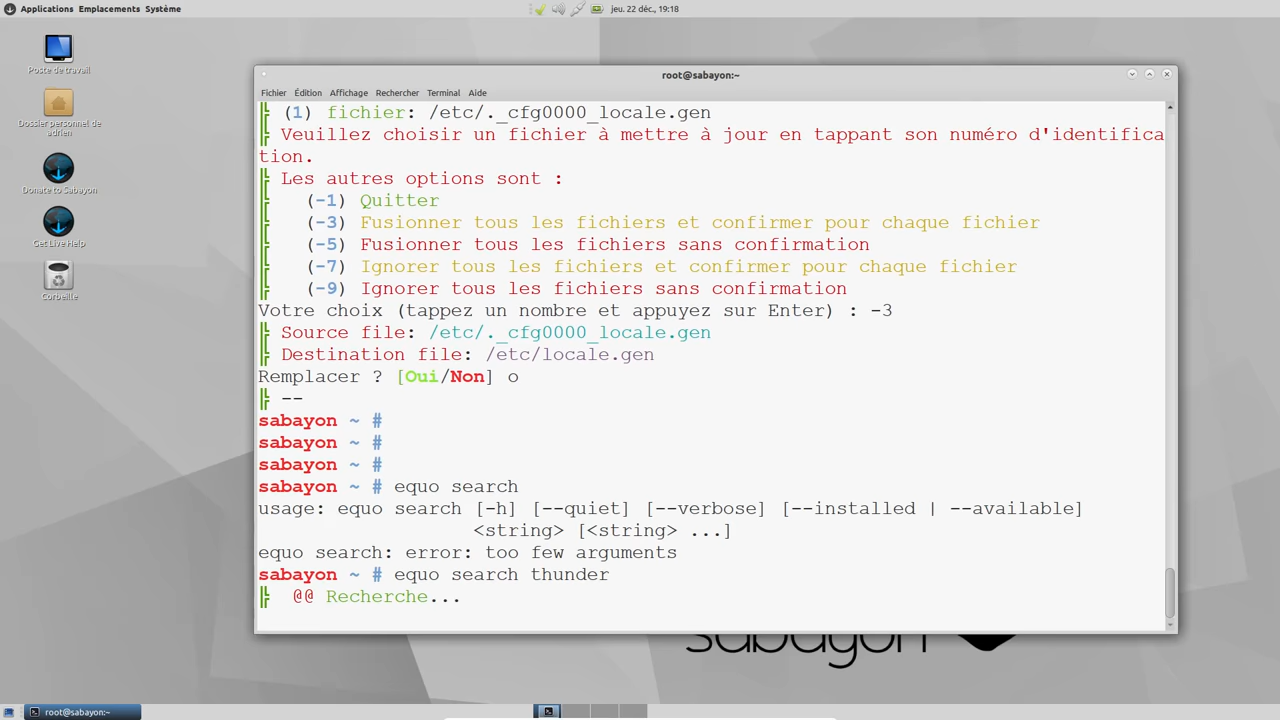 Applications Emplacements Système
jeu. 22 déc., 19:18
Poste de travail
Dossier personnel de
adrien
Donate to Sabayon
Get Live Help
Corbeille
root@sabayon:~
Fichier Édition Affichage Rechercher Terminal Aide
(1) fichier: /etc/._cfg0000_locale.gen
Veuillez choisir un fichier à mettre à jour en tappant son numéro d'identifica
tion.
Les autres options sont :
(-1) Quitter
(-3) Fusionner tous les fichiers et confirmer pour chaque fichier
(-5) Fusionner tous les fichiers sans confirmation
(-7) Ignorer tous les fichiers et confirmer pour chaque fichier
(-9) Ignorer tous les fichiers sans confirmation
Votre choix (tappez un nombre et appuyez sur Enter) : -3
Source file: /etc/._cfg0000_locale.gen
Destination file: /etc/locale.gen
Remplacer ? [Oui/Non] o
--
sabayon ~ #
sabayon ~ #
sabayon ~ #
sabayon ~ # equo search
usage: equo search [-h] [--quiet] [--verbose] [--installed | --available]
<string> [<string> ...]
equo search: error: too few arguments
sabayon ~ # equo search thunder
@@ Recherche...
sabayon
root@sabayon:~